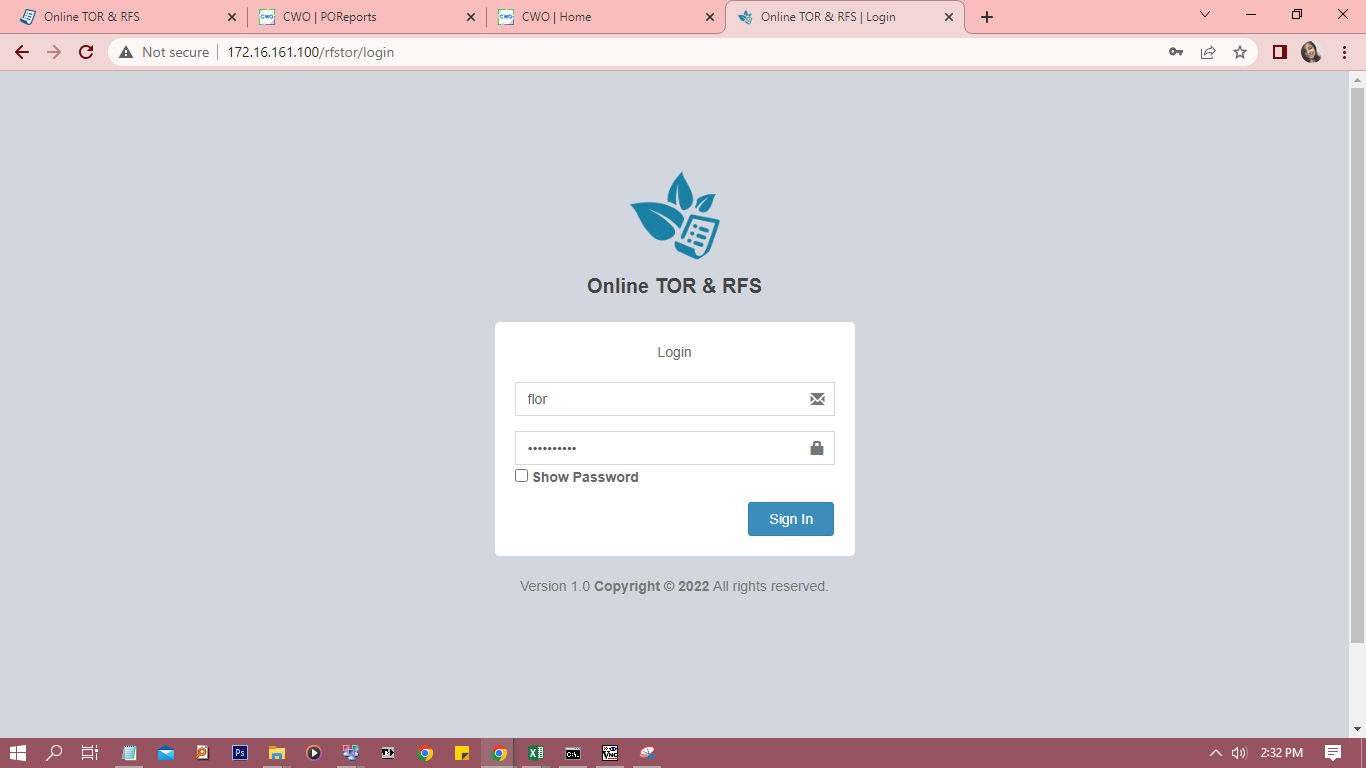 Online TOR & RFS
CWO | POReports
CWO | Home
Online TOR & RFS | Login
Not secure
172.16.161.100/rfstor/login
Online TOR & RFS
Login
flor
••••••••••
Show Password
Sign In
Version 1.0 Copyright © 2022 All rights reserved.
Ps
2:32 PM